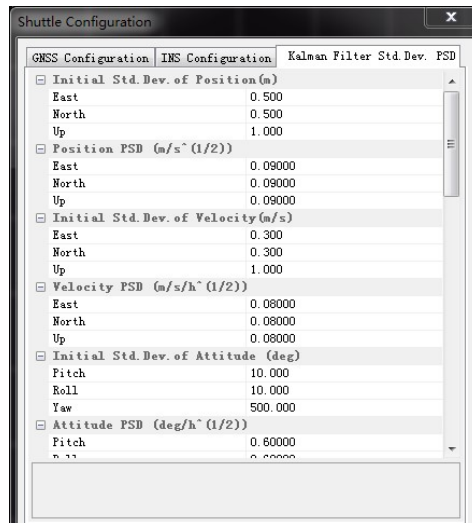 Shuttle Configuration
GNSS Configuration INS Configuration Kalman Filter Std.Dev. PSD
Initial Std.Dev.of Position(m)
East 0.500
North 0.500
Up 1.000
Position PSD (m/s^(1/2))
East 0.09000
North 0.09000
Up 0.09000
Initial Std.Dev.of Velocity(m/s)
East 0.300
North 0.300
Up 1.000
Velocity PSD (m/s/h^(1/2))
East 0.08000
North 0.08000
Up 0.08000
Initial Std.Dev.of Attitude (deg)
Pitch 10.000
Roll 10.000
Yaw 500.000
Attitude PSD (deg/h^(1/2))
Pitch 0.60000